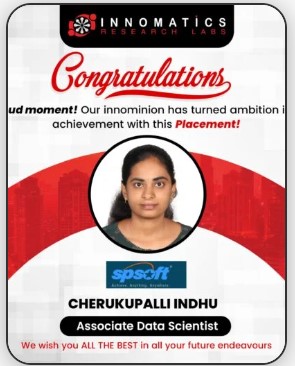 INNOMATICS
RESEARCH LABS
Congratulations
ud moment! Our innominion has turned ambition i
achievement with this Placement!
spsoft
CHERUKUPALLI INDHU
Associate Data Scientist
We wish you ALL THE BEST in all your future endeavours